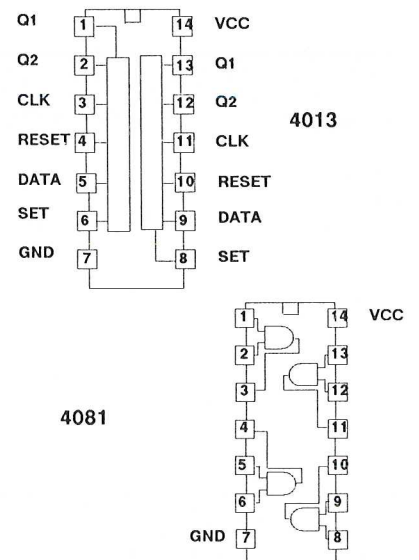 Q1 1 14 VCC
Q2 2 13 Q1
CLK 3 12 Q2
RESET 4 11 CLK
DATA 5 10 RESET
SET 6 9 DATA
GND 7 8 SET
4013
1 14 VCC
2 13
3 12
4 11
5 10
6 9
GND 7 8
4081